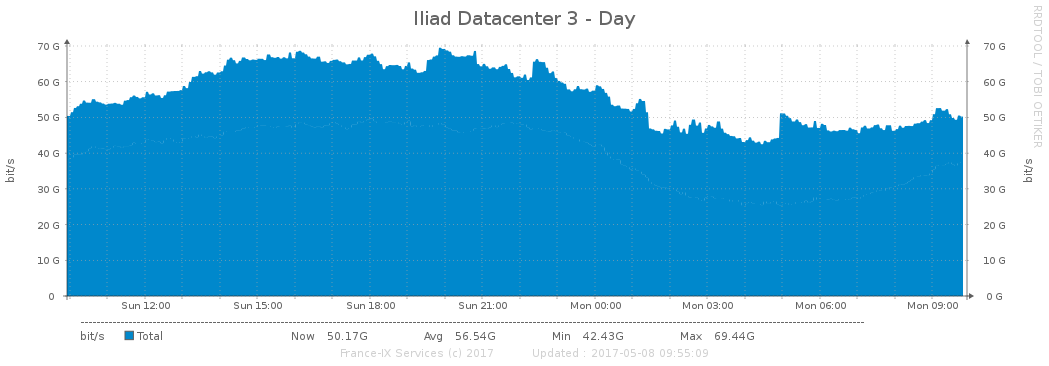 Iliad Datacenter 3 - Day
RRDTOOL / TOBI OETIKER
bit/s
70 G 70 G
60 G 60 G
50 G 50 G
40 G 40 G
30 G 30 G
20 G 20 G
10 G 10 G
0 0 G
bit/s
Sun 12:00 Sun 15:00 Sun 18:00 Sun 21:00 Mon 00:00 Mon 03:00 Mon 06:00 Mon 09:00
bit/s Total Now 50.17G Avg 56.54G Min 42.43G Max 69.44G
France-IX Services (c) 2017 Updated : 2017-05-08 09:55:09